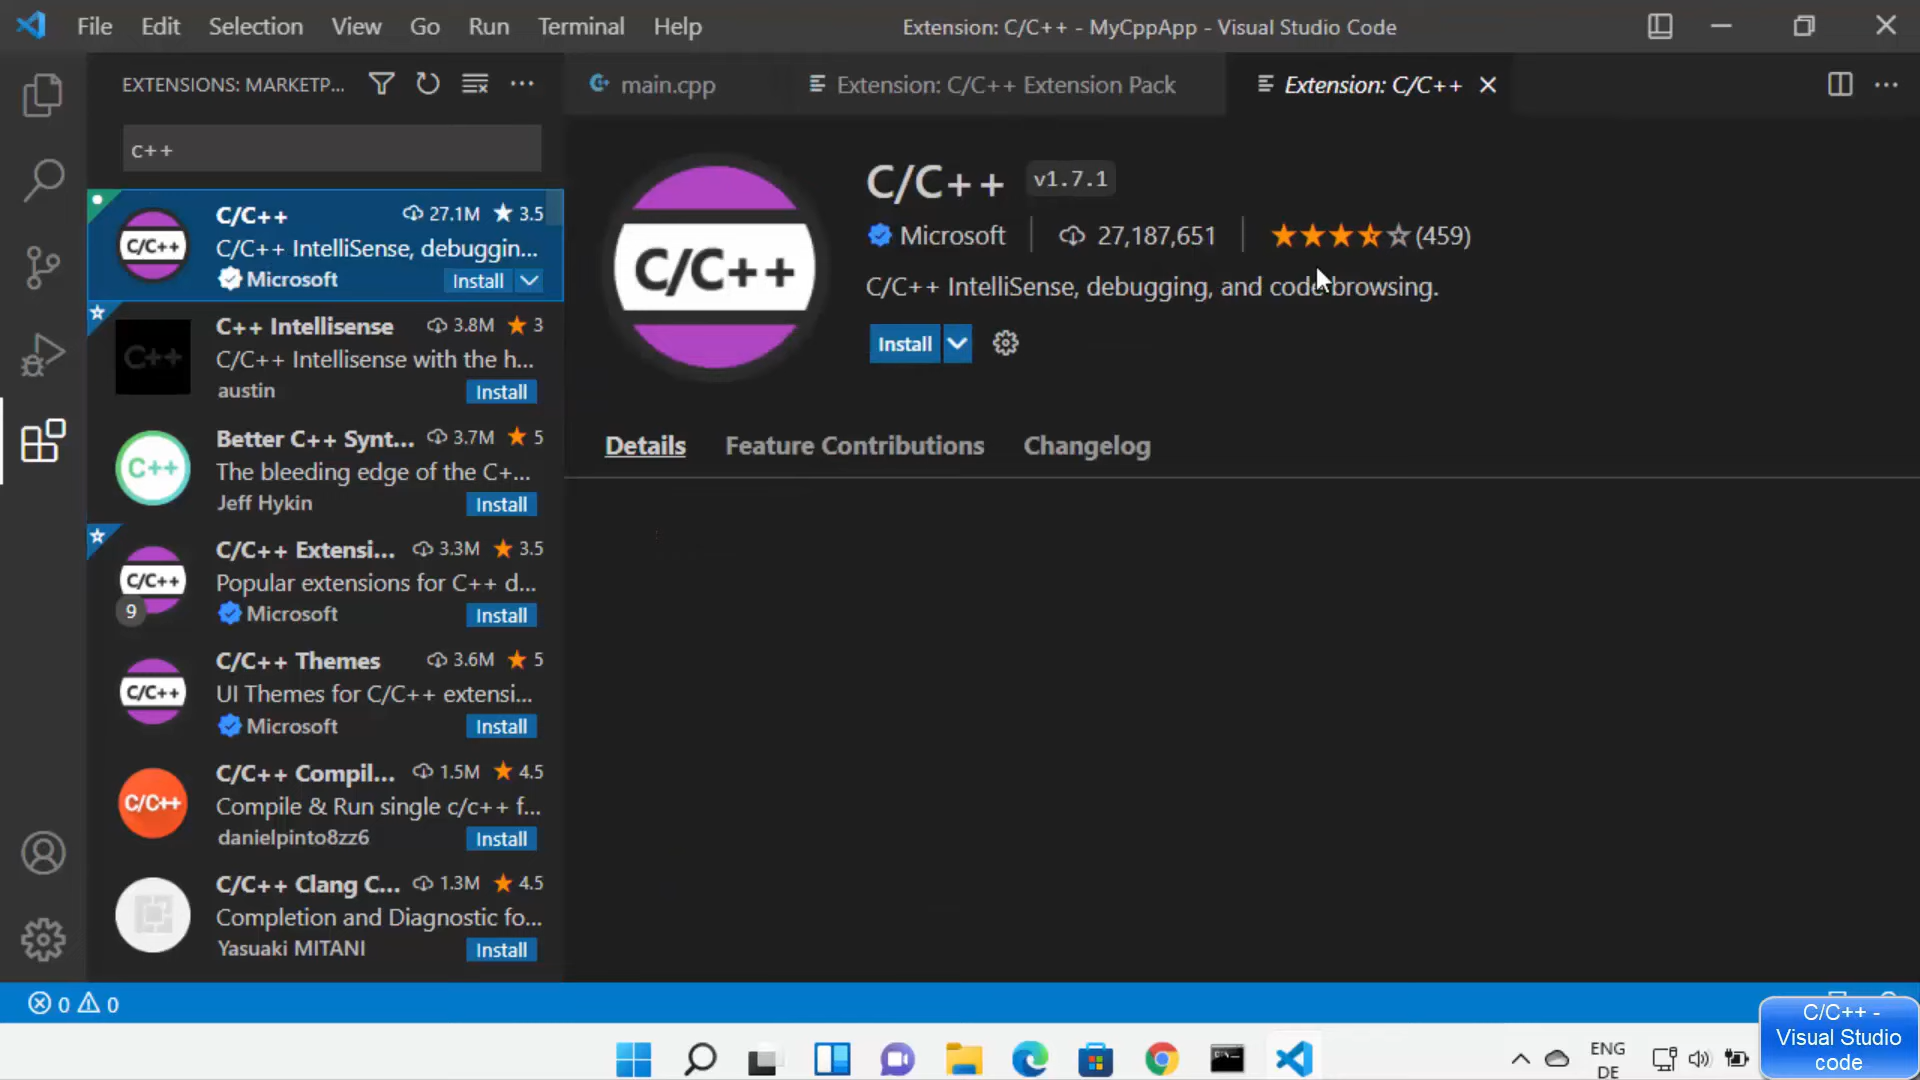 File Edit Selection View Go Run Terminal Help
Extension: C/C++ - MyCppApp - Visual Studio Code
EXTENSIONS: MARKETP...
main.cpp
Extension: C/C++ Extension Pack
Extension: C/C++
c++
C/C++ 27.1M 3.5
C/C++ IntelliSense, debuggin...
Microsoft Install
C++ Intellisense 3.8M 3
C/C++ Intellisense with the h...
austin Install
C++
Better C++ Synt... 3.7M 5
The bleeding edge of the C+...
Jeff Hykin Install
C++
C/C++ Extensi... 3.3M 3.5
Popular extensions for C++ d...
Microsoft Install
C/C++
9
C/C++ Themes 3.6M 5
UI Themes for C/C++ extensi...
Microsoft Install
C/C++
C/C++ Compil... 1.5M 4.5
Compile & Run single c/c++ f...
danielpinto8zz6 Install
C/C++
C/C++ Clang C... 1.3M 4.5
Completion and Diagnostic fo...
Yasuaki MITANI Install
C/C++
C/C++
C/C++ v1.7.1
Microsoft 27,187,651 (459)
C/C++ IntelliSense, debugging, and code browsing.
Install
Details Feature Contributions Changelog
0 0
ENG
DE
C/C++ -
Visual Studio
code